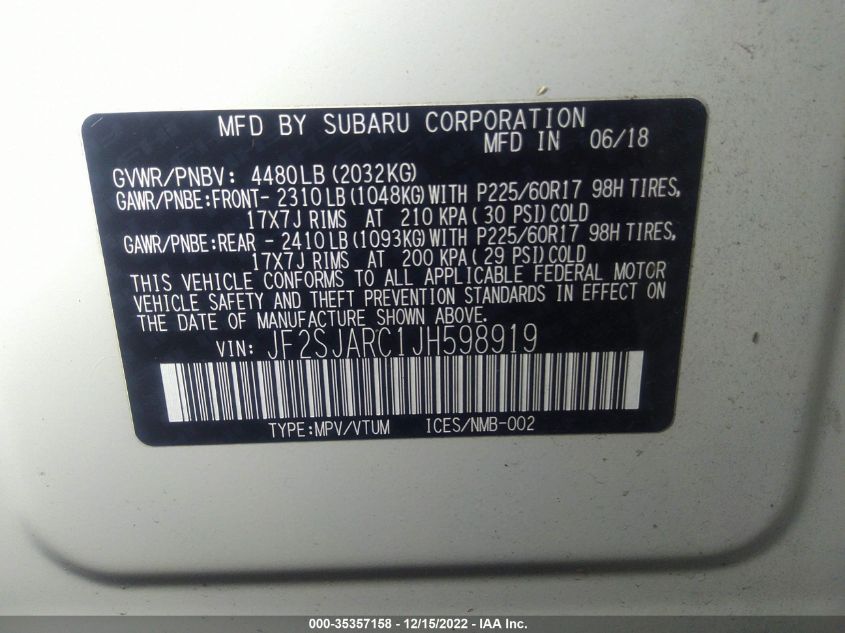 MFD BY SUBARU CORPORATION
MFD IN 06/18
GVWR/PNBV: 4480LB (2032KG)
GAWR/PNBE:FRONT- 2310LB (1048KG)WITH P225/60R17 98H TIRES,
17X7J RIMS AT 210 KPA( 30 PSI)COLD
GAWR/PNBE:REAR - 2410LB (1093KG)WITH P225/60R17 98H TIRES,
17X7J RIMS AT 200 KPA( 29 PSI)COLD
THIS VEHICLE CONFORMS TO ALL APPLICABLE FEDERAL MOTOR
VEHICLE SAFETY AND THEFT PREVENTION STANDARDS IN EFFECT ON
THE DATE OF MANUFACTURE SHOWN ABOVE.
VIN: JF2SJARC1JH598919
TYPE:MPV/VTUM ICES/NMB-002
000-35357158 - 12/15/2022 - IAA Inc.